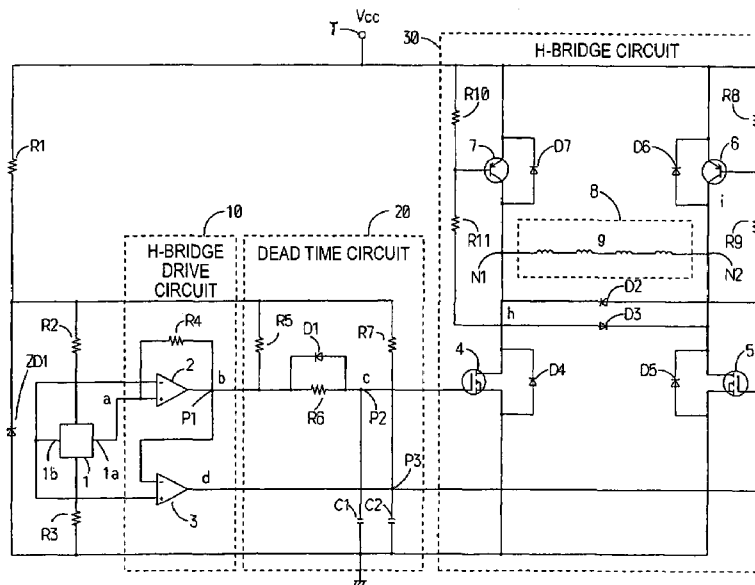 Vcc
T
30
H-BRIDGE CIRCUIT
R10
R8
R1
7
D7
D6
6
i
10
20
8
H-BRIDGE
DRIVE
CIRCUIT
DEAD TIME CIRCUIT
R11
9
R9
N1
N2
R2
R4
R5
D1
R7
D2
h
D3
ZD1
2
b
c
4
5
a
P1
R6
P2
D4
D5
1b
1
1a
d
P3
R3
3
C1
C2